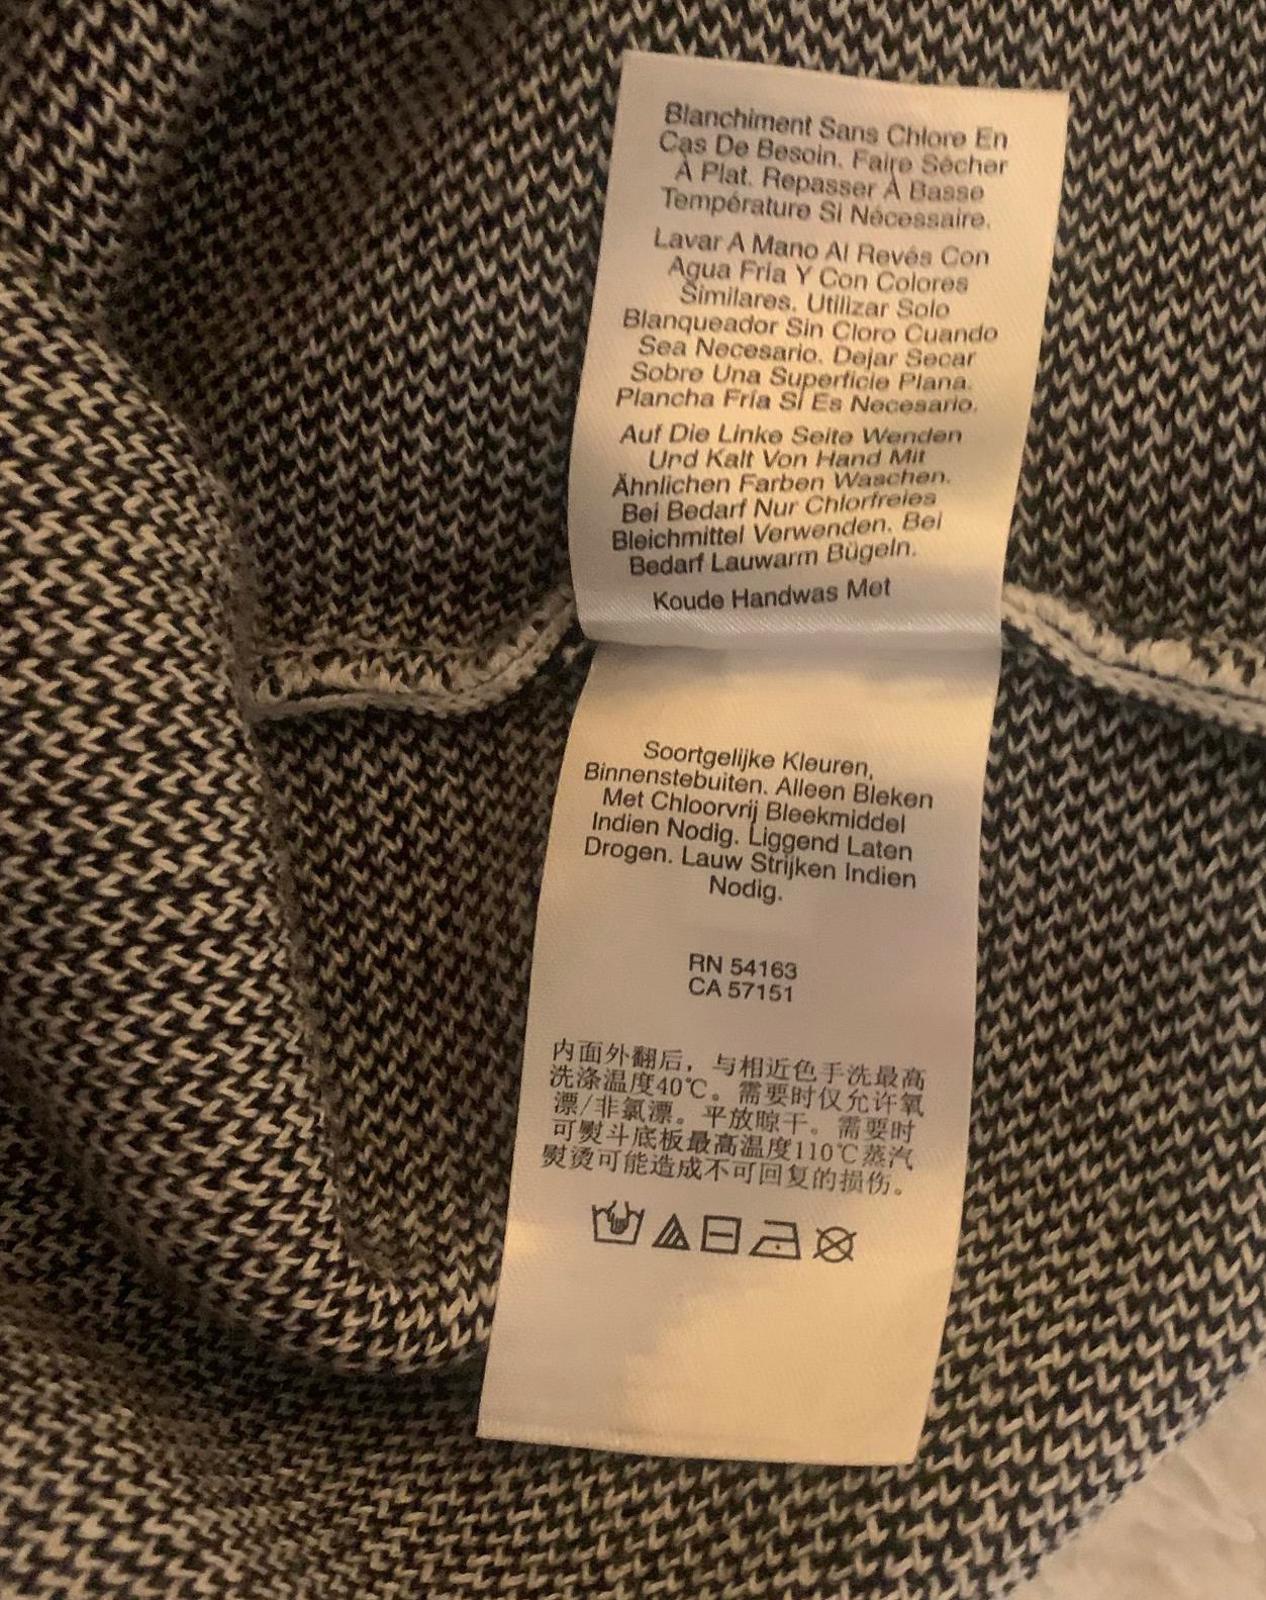 Blanchiment Sans Chlore En
Cas De Besoin. Faire Sécher
À Plat. Repasser À Basse
Température Si Nécessaire.
Lavar A Mano Al Revés Con
Agua Fría Y Con Colores
Similares. Utilizar Solo
Blanqueador Sin Cloro Cuando
Sea Necesario. Dejar Secar
Sobre Una Superficie Plana.
Plancha Fría Si Es Necesario.
Auf Die Linke Seite Wenden
Und Kalt Von Hand Mit
Ähnlichen Farben Waschen.
Bei Bedarf Nur Chlorfreies
Bleichmittel Verwenden. Bei
Bedarf Lauwarm Bügeln.
Koude Handwas Met
Soortgelijke Kleuren,
Binnenstebuiten. Alleen Bleken
Met Chloorvrij Bleekmiddel
Indien Nodig. Liggend Laten
Drogen. Lauw Strijken Indien
Nodig.
RN 54163
CA 57151
内面外翻后，与相近色手洗最高
洗涤温度40℃。需要时仅允许氧
漂/非氯漂。平放晾干。需要时
可熨斗底板最高温度110℃蒸汽
熨烫可能造成不可回复的损伤。